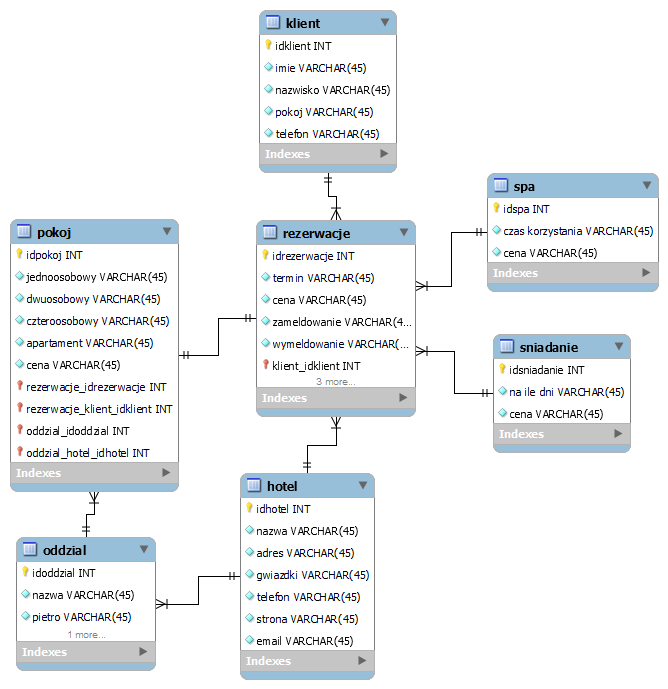 klient
idklient INT
imie VARCHAR(45)
nazwisko VARCHAR(45)
pokoj VARCHAR(45)
telefon VARCHAR(45)
Indexes
spa
idspa INT
czas korzystania VARCHAR(45)
cena VARCHAR(45)
Indexes
pokoj
idpokoj INT
jednoosobowy VARCHAR(45)
dwuosobowy VARCHAR(45)
czteroosobowy VARCHAR(45)
apartament VARCHAR(45)
cena VARCHAR(45)
rezerwacje_idrezerwacje INT
rezerwacje_klient_idklient INT
oddzial_idoddzial INT
oddzial_hotel_idhotel INT
Indexes
rezerwacje
idrezerwacje INT
termin VARCHAR(45)
cena VARCHAR(45)
zameldowanie VARCHAR(4...
wymeldowanie VARCHAR(...
klient_idklient INT
3 more...
Indexes
sniadanie
idsniadanie INT
na ile dni VARCHAR(45)
cena VARCHAR(45)
Indexes
hotel
idhotel INT
nazwa VARCHAR(45)
adres VARCHAR(45)
gwiazdki VARCHAR(45)
telefon VARCHAR(45)
strona VARCHAR(45)
email VARCHAR(45)
Indexes
oddzial
idoddzial INT
nazwa VARCHAR(45)
pietro VARCHAR(45)
1 more...
Indexes